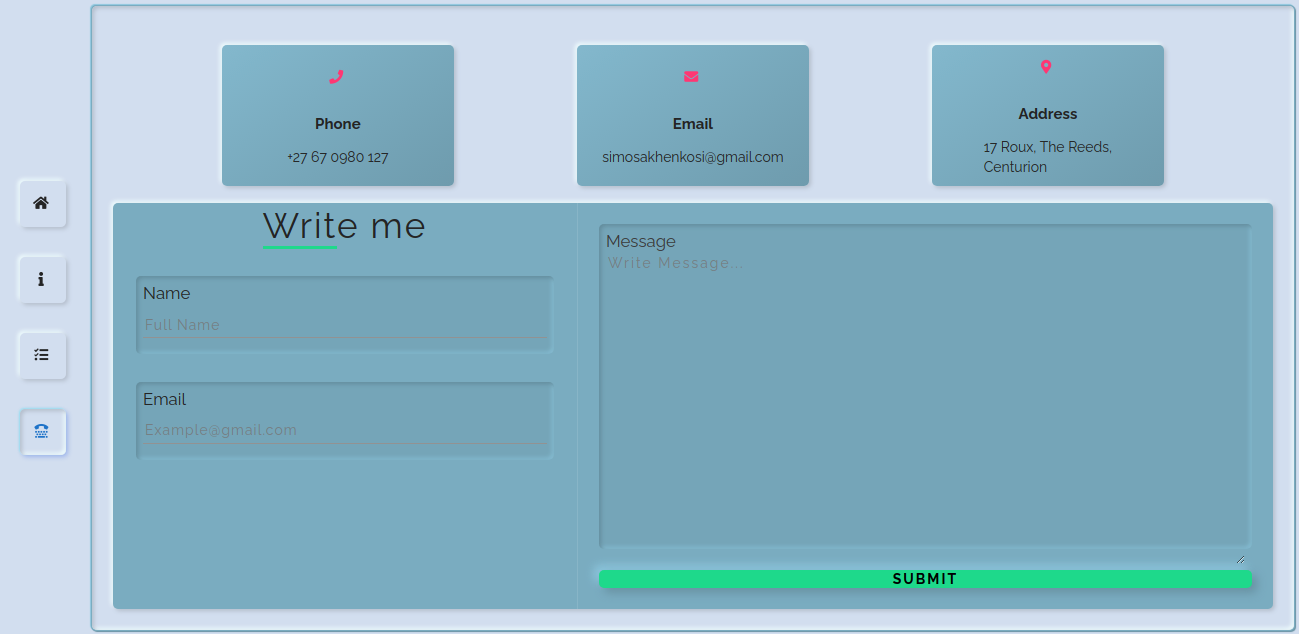 Phone
+27 67 0980 127
Email
simosakhenkosi@gmail.com
Address
17 Roux, The Reeds,
Centurion
Write me
Name
Full Name
Email
Example@gmail.com
Message
Write Message...
SUBMIT